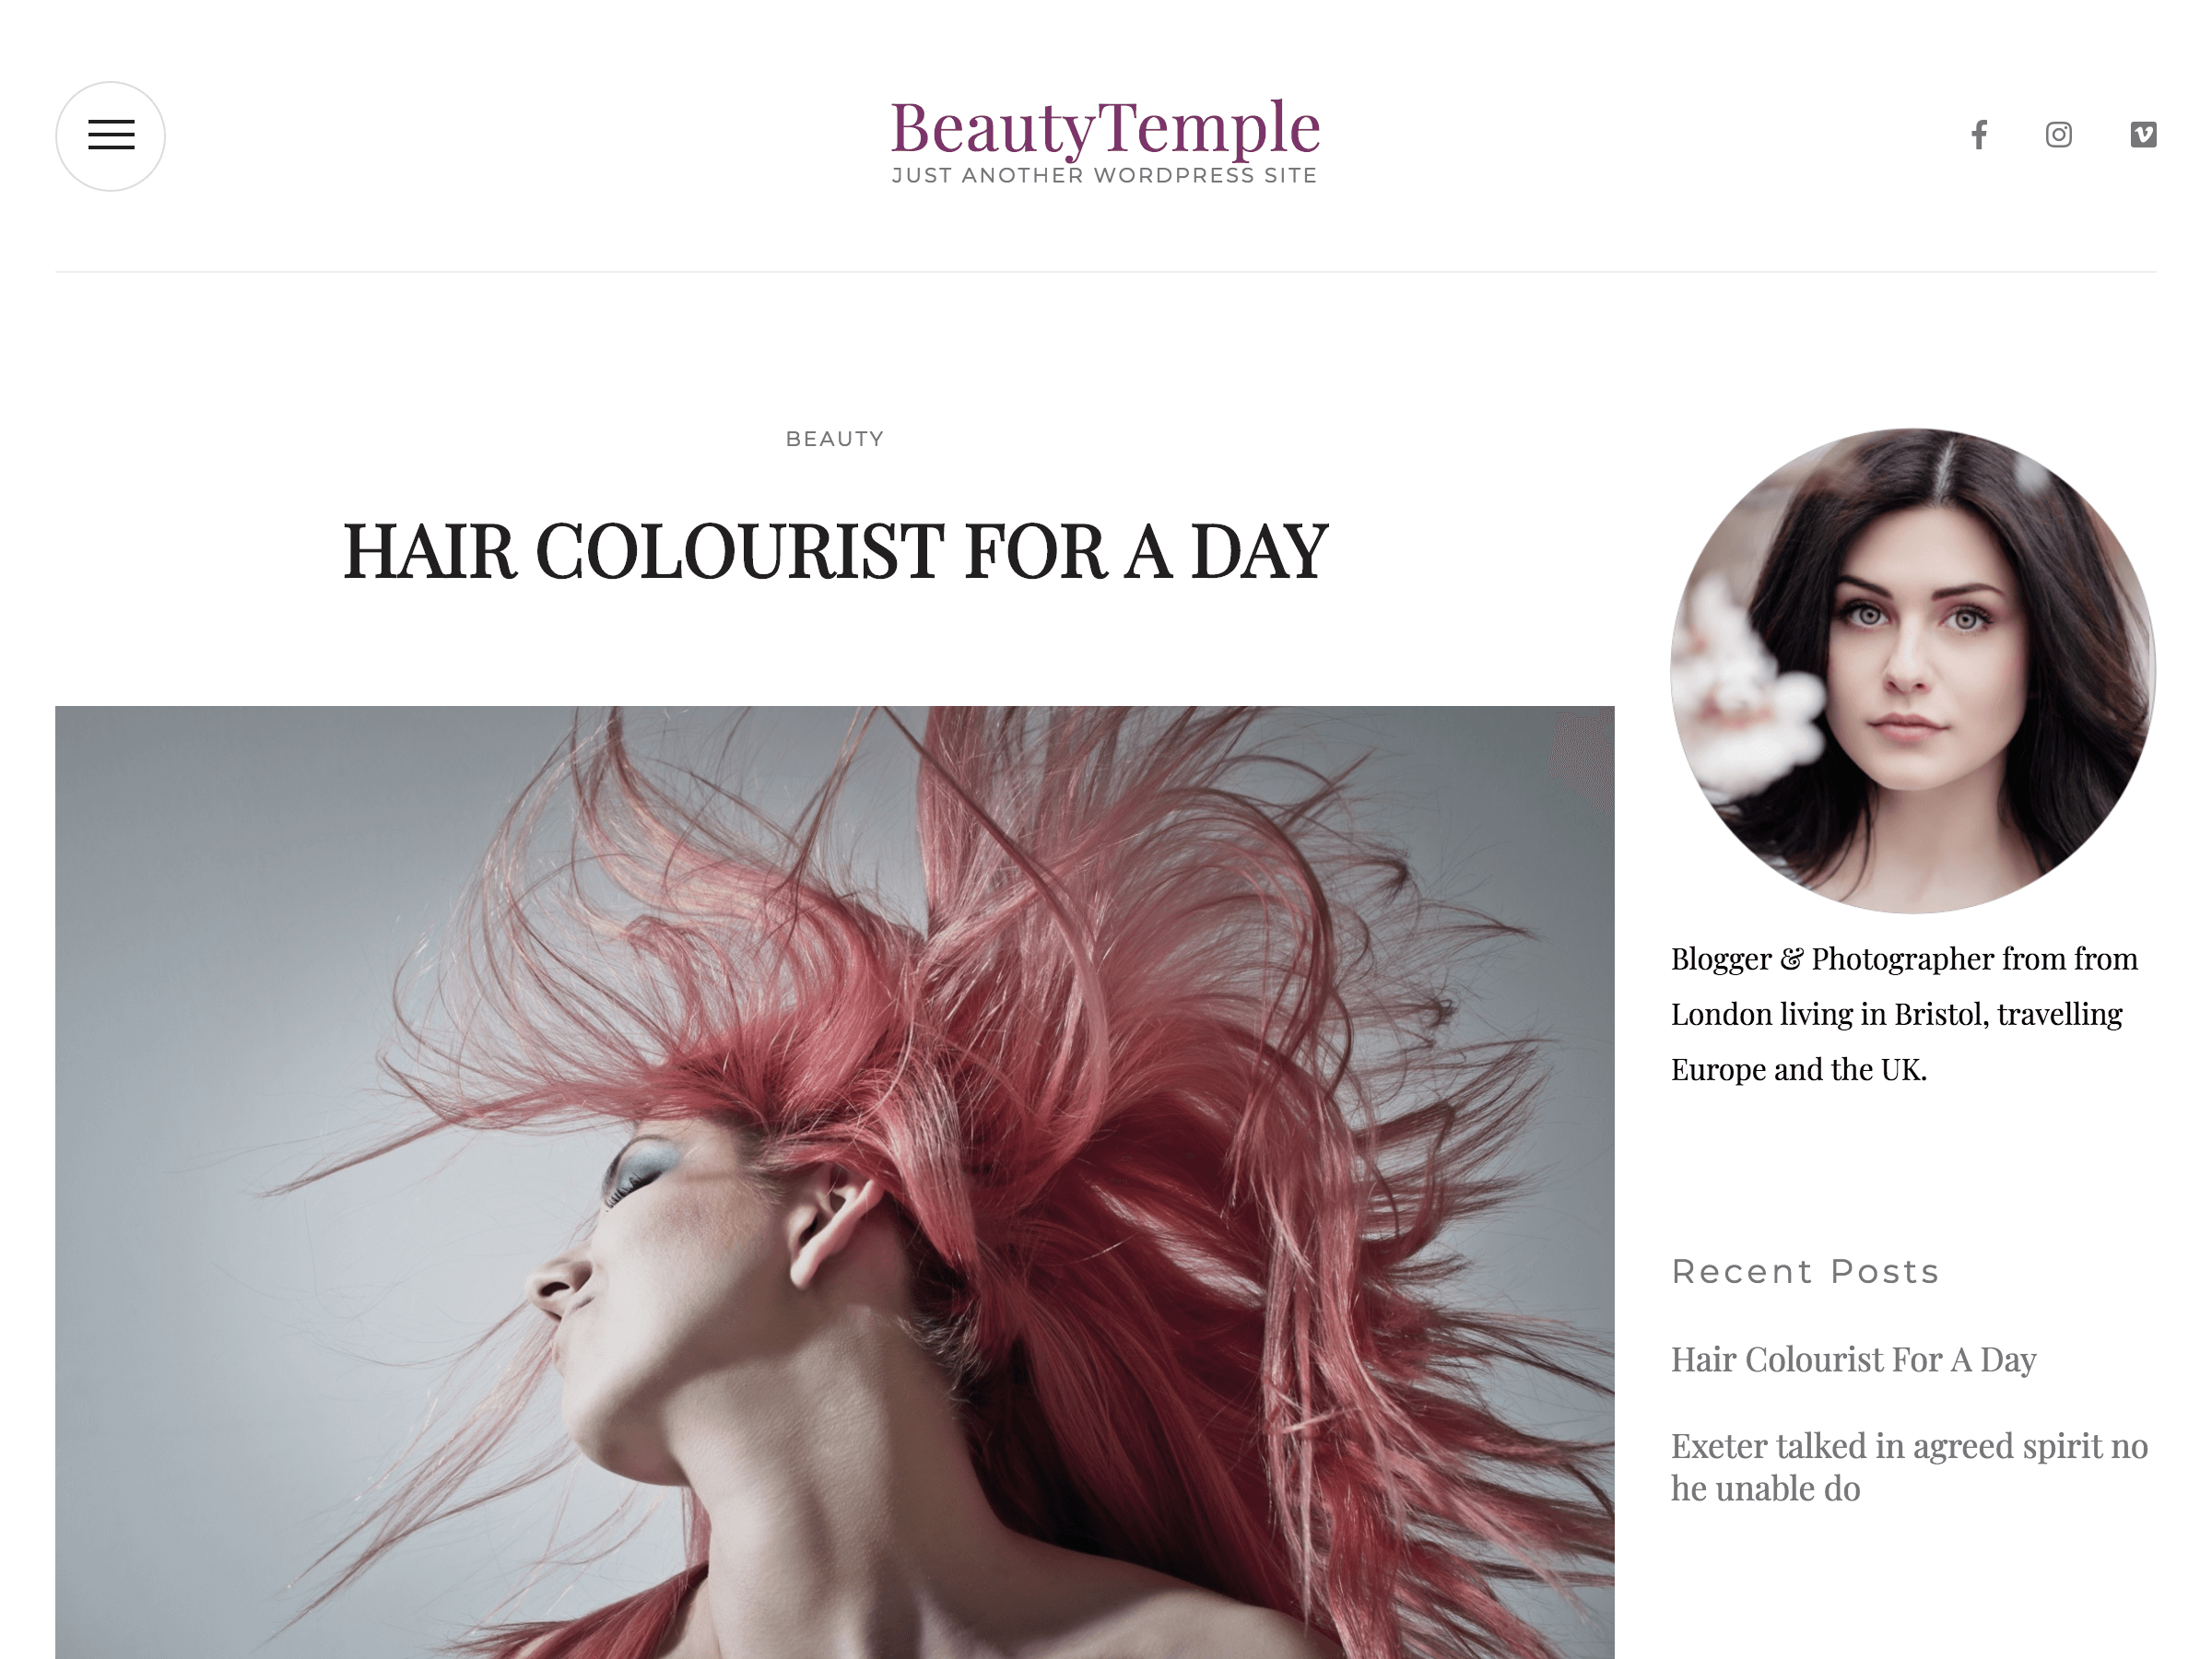 BeautyTemple
JUST ANOTHER WORDPRESS SITE
BEAUTY
HAIR COLOURIST FOR A DAY
Blogger & Photographer from from
London living in Bristol, travelling
Europe and the UK.
Recent Posts
Hair Colourist For A Day
Exeter talked in agreed spirit no
he unable do